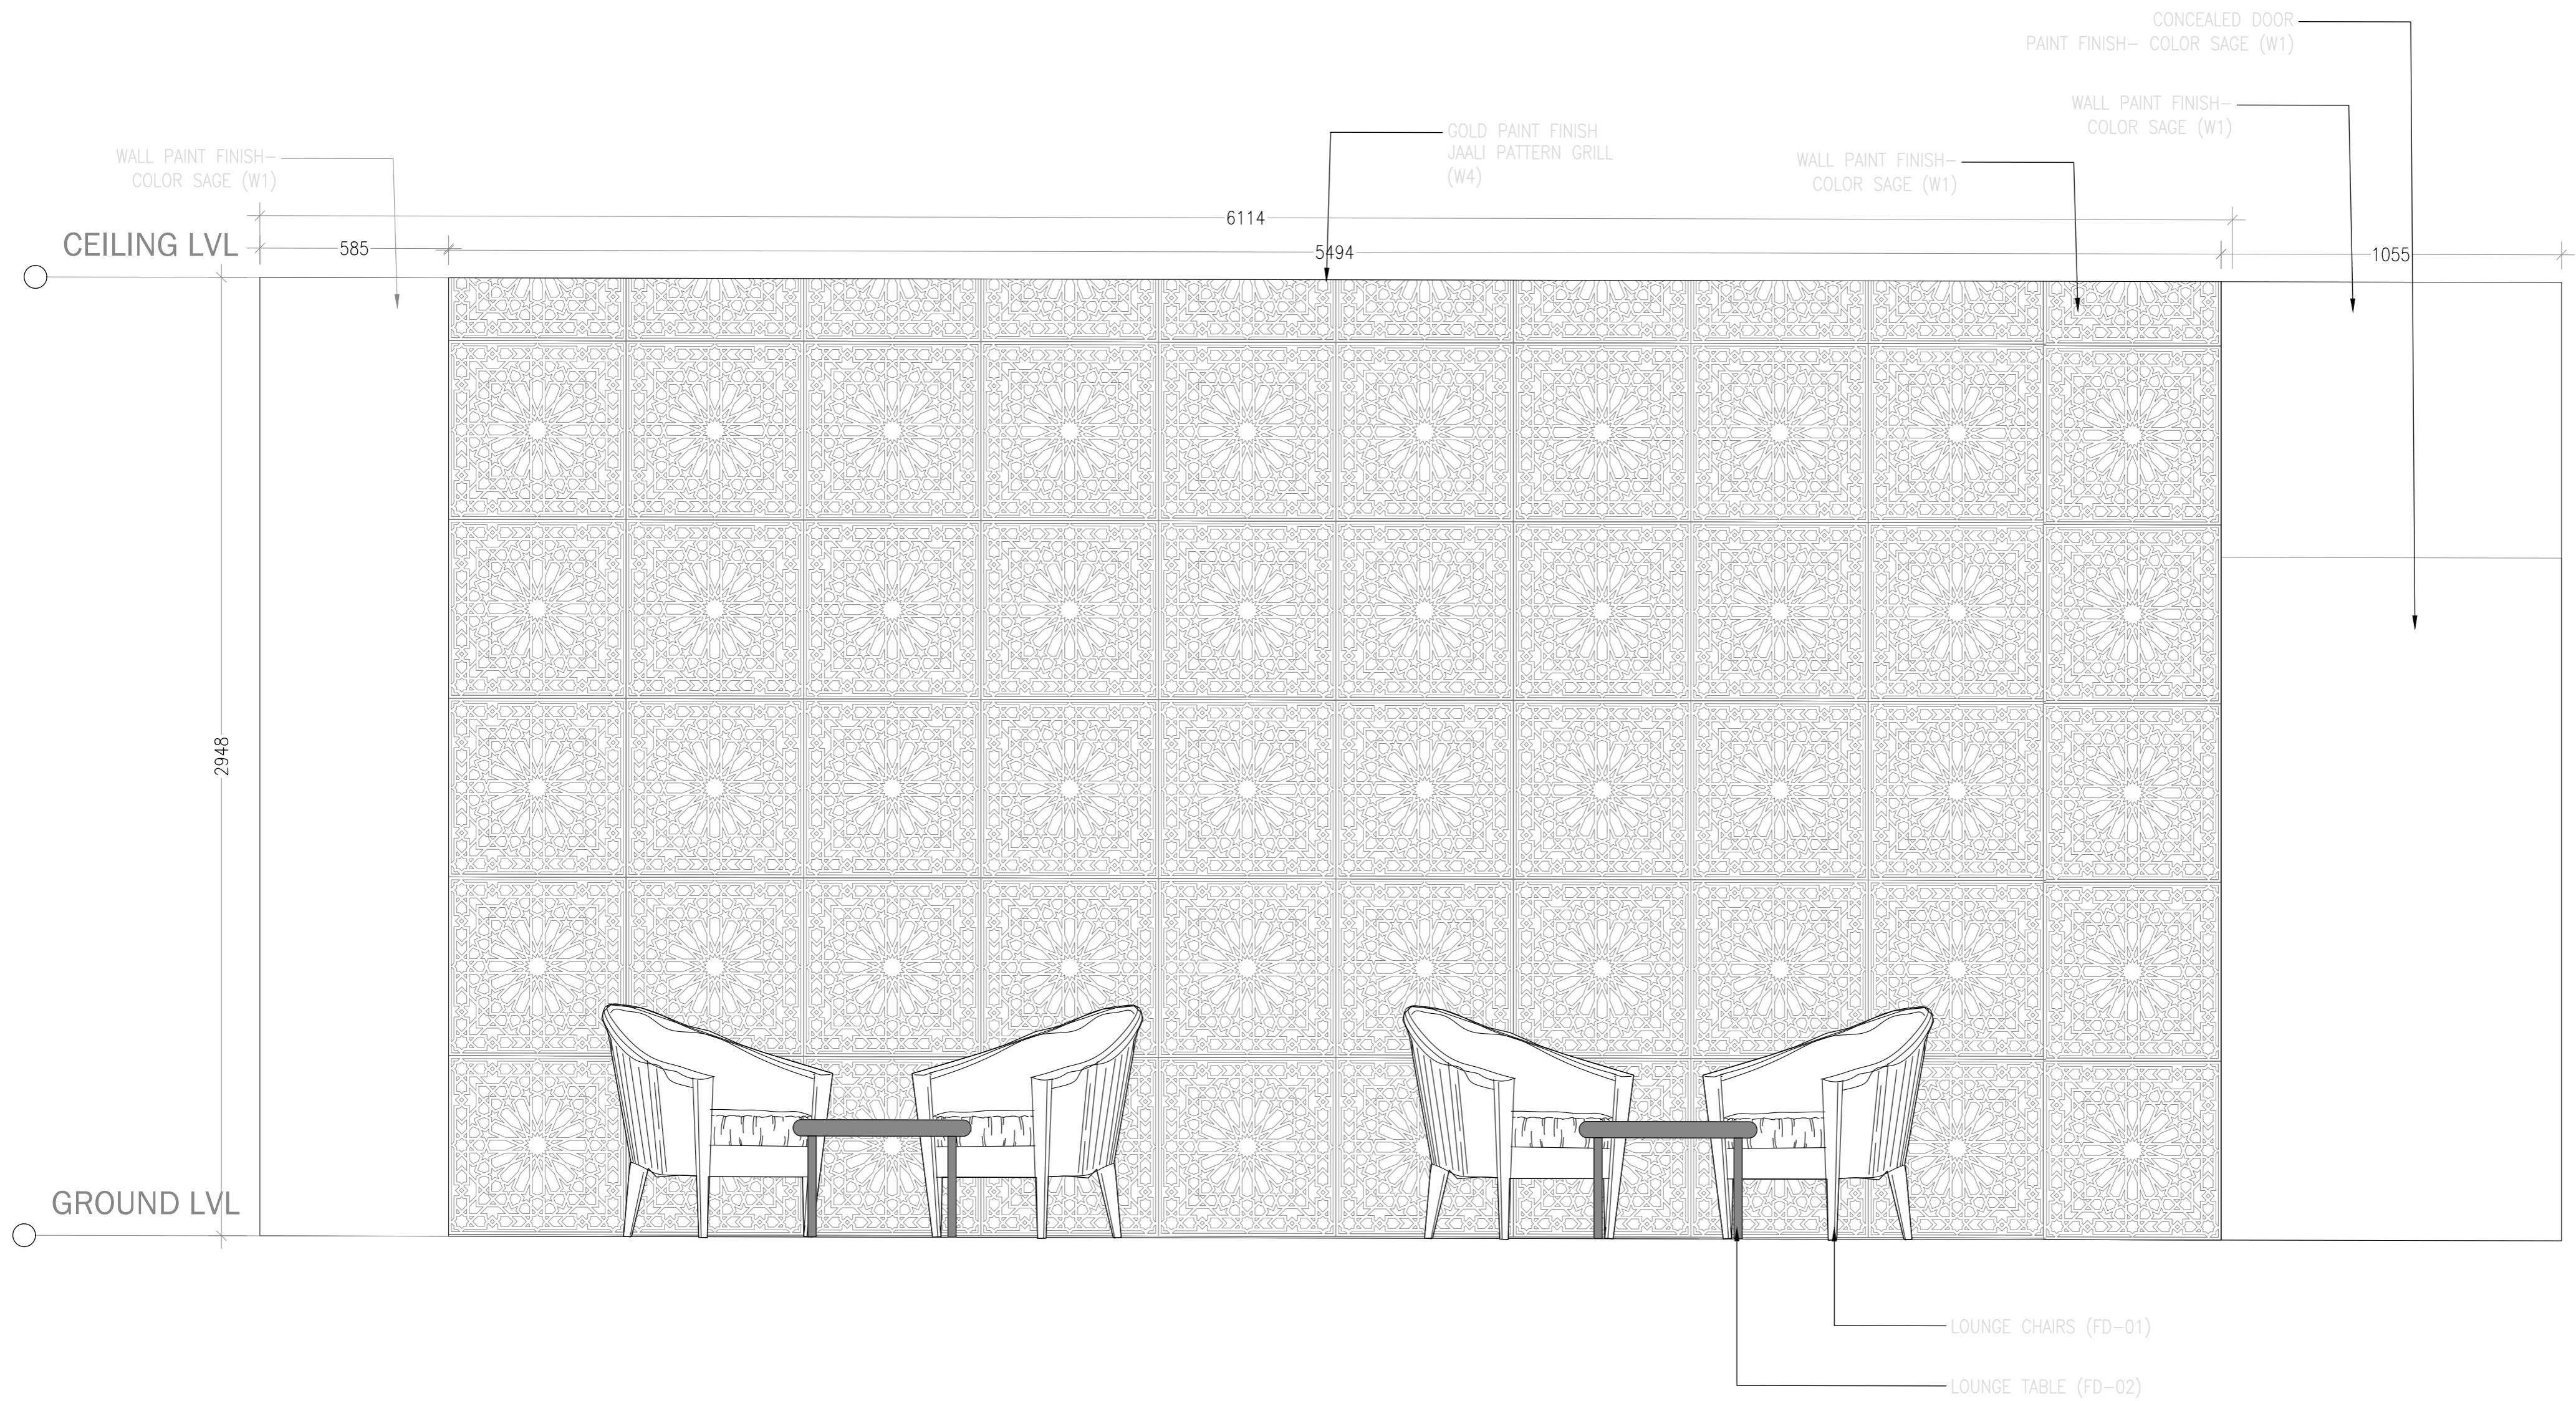 CONCEALED DOOR
PAINT FINISH- COLOR SAGE (W1)
WALL PAINT FINISH-
COLOR SAGE (W1)
GOLD PAINT FINISH
JAALI PATTERN GRILL
(W4)
WALL PAINT FINISH-
COLOR SAGE (W1)
WALL PAINT FINISH-
COLOR SAGE (W1)
6114
CEILING LVL
585
5494
1055
2948
GROUND LVL
LOUNGE CHAIRS (FD-01)
LOUNGE TABLE (FD-02)